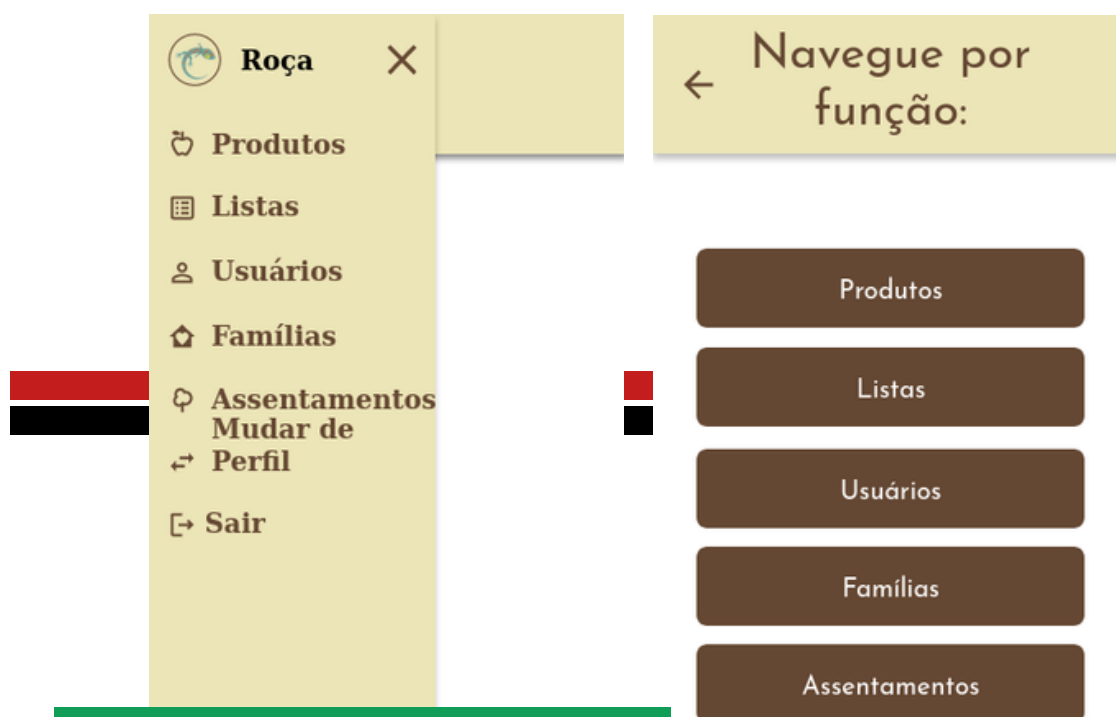 Roça
Produtos
Listas
Usuários
Famílias
Assentamentos
Mudar de
Perfil
Sair
Navegue por
função:
Produtos
Listas
Usuários
Famílias
Assentamentos